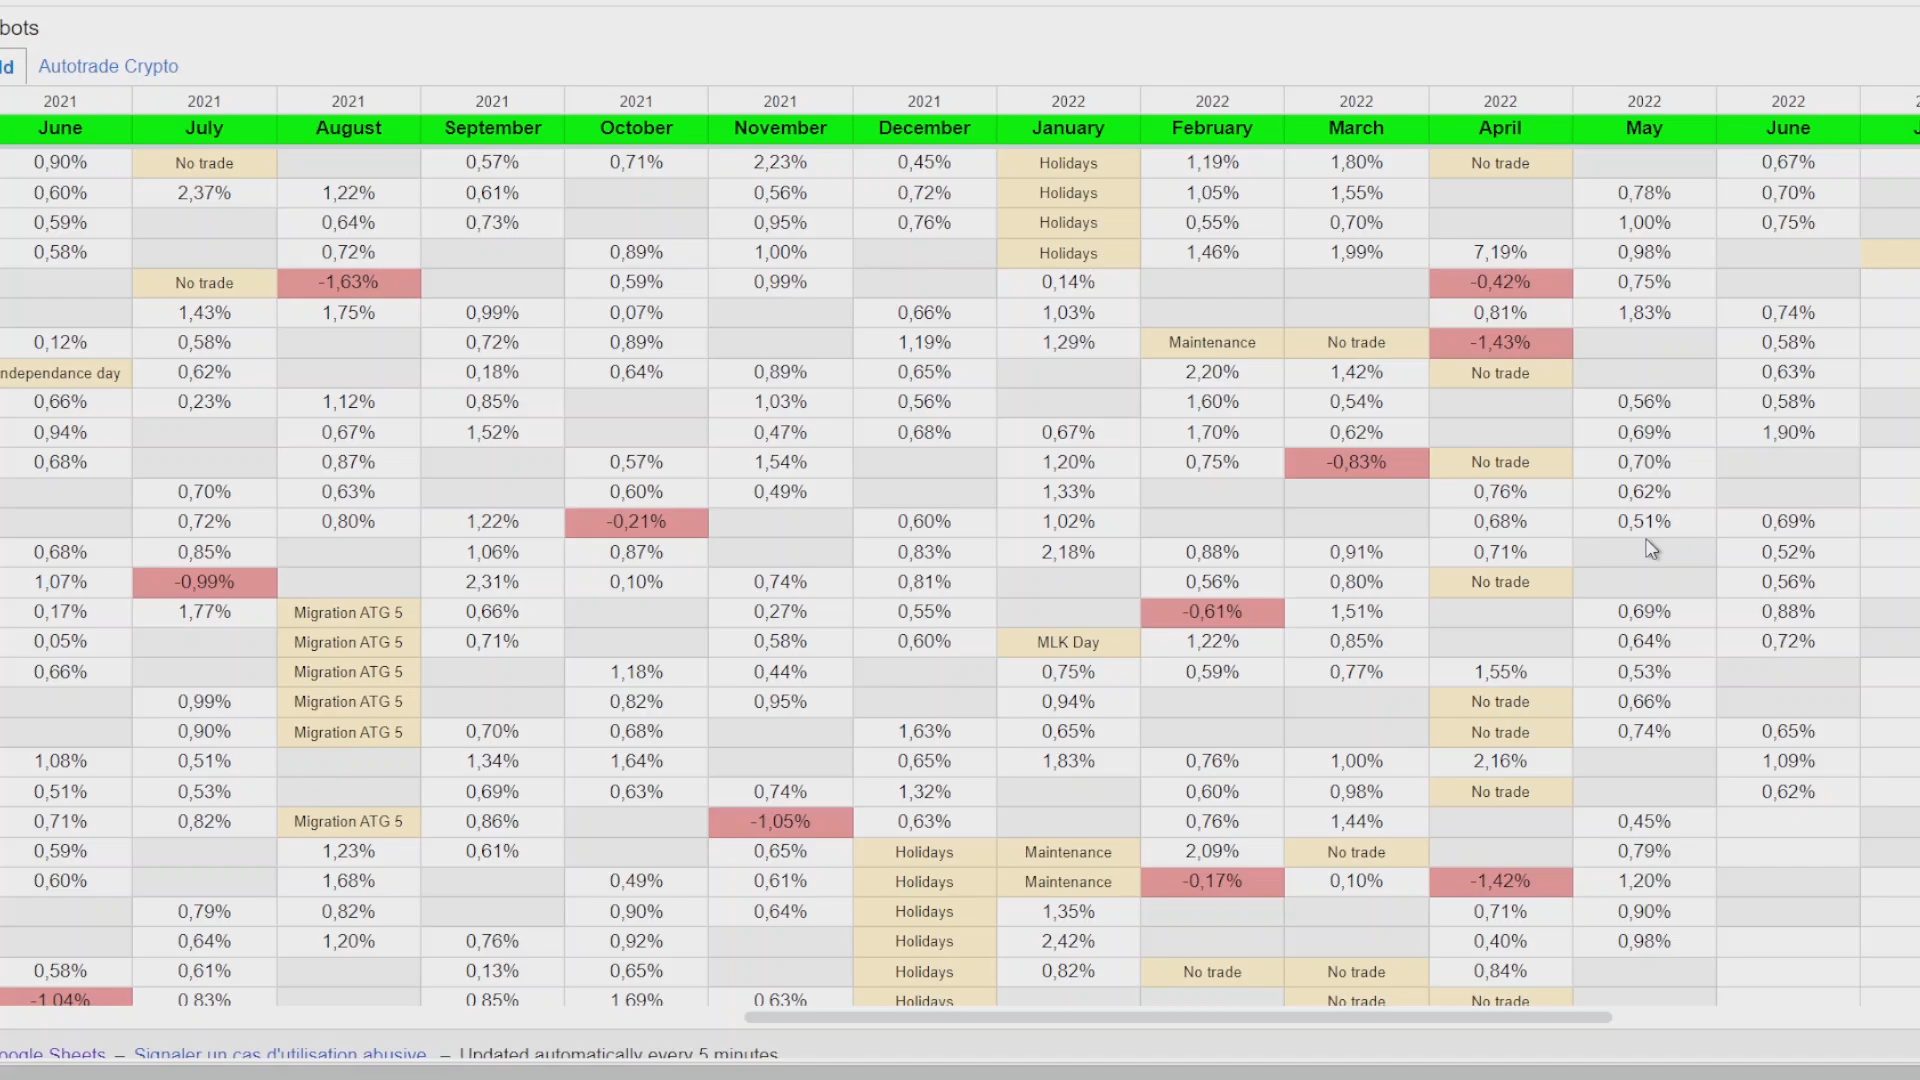 bots
ld Autotrade Crypto
2021 2021 2021 2021 2021 2021 2021 2022 2022 2022 2022 2022 2022
June July August September October November December January February March April May June
0,90% No trade 0,57% 0,71% 2,23% 0,45% Holidays 1,19% 1,80% No trade 0,67%
0,60% 2,37% 1,22% 0,61% 0,56% 0,72% Holidays 1,05% 1,55% 0,78% 0,70%
0,59% 0,64% 0,73% 0,95% 0,76% Holidays 0,55% 0,70% 1,00% 0,75%
0,58% 0,72% 0,89% 1,00% Holidays 1,46% 1,99% 7,19% 0,98%
No trade -1,63% 0,59% 0,99% 0,14% -0,42% 0,75%
1,43% 1,75% 0,99% 0,07% 0,66% 1,03% 0,81% 1,83% 0,74%
0,12% 0,58% 0,72% 0,89% 1,19% 1,29% Maintenance No trade -1,43% 0,58%
ndependance day 0,62% 0,18% 0,64% 0,89% 0,65% 2,20% 1,42% No trade 0,63%
0,66% 0,23% 1,12% 0,85% 1,03% 0,56% 1,60% 0,54% 0,56% 0,58%
0,94% 0,67% 1,52% 0,47% 0,68% 0,67% 1,70% 0,62% 0,69% 1,90%
0,68% 0,87% 0,57% 1,54% 1,20% 0,75% -0,83% No trade 0,70%
0,70% 0,63% 0,60% 0,49% 1,33% 0,76% 0,62%
0,72% 0,80% 1,22% -0,21% 0,60% 1,02% 0,68% 0,51% 0,69%
0,68% 0,85% 1,06% 0,87% 0,83% 2,18% 0,88% 0,91% 0,71% 0,52%
1,07% -0,99% 2,31% 0,10% 0,74% 0,81% 0,56% 0,80% No trade 0,56%
0,17% 1,77% Migration ATG 5 0,66% 0,27% 0,55% -0,61% 1,51% 0,69% 0,88%
0,05% Migration ATG 5 0,71% 0,58% 0,60% MLK Day 1,22% 0,85% 0,64% 0,72%
0,66% Migration ATG 5 1,18% 0,44% 0,75% 0,59% 0,77% 1,55% 0,53%
0,99% Migration ATG 5 0,82% 0,95% 0,94% No trade 0,66%
0,90% Migration ATG 5 0,70% 0,68% 1,63% 0,65% No trade 0,74% 0,65%
1,08% 0,51% 1,34% 1,64% 0,65% 1,83% 0,76% 1,00% 2,16% 1,09%
0,51% 0,53% 0,69% 0,63% 0,74% 1,32% 0,60% 0,98% No trade 0,62%
0,71% 0,82% Migration ATG 5 0,86% -1,05% 0,63% 0,76% 1,44% 0,45%
0,59% 1,23% 0,61% 0,65% Holidays Maintenance 2,09% No trade 0,79%
0,60% 1,68% 0,49% 0,61% Holidays Maintenance -0,17% 0,10% -1,42% 1,20%
0,79% 0,82% 0,90% 0,64% Holidays 1,35% 0,71% 0,90%
0,64% 1,20% 0,76% 0,92% Holidays 2,42% 0,40% 0,98%
0,58% 0,61% 0,13% 0,65% Holidays 0,82% No trade No trade 0,84%
-1,04% 0,83% 0,85% 1,69% 0,63% Holidays No trade No trade
oogle Sheets – Signaler un cas d'utilisation abusive – Updated automatically every 5 minutes